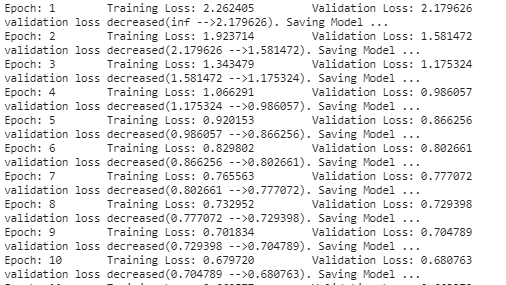 Epoch: 1 Training Loss: 2.262405 Validation Loss: 2.179626
validation loss decreased(inf -->2.179626). Saving Model ...
Epoch: 2 Training Loss: 1.923714 Validation Loss: 1.581472
validation loss decreased(2.179626 -->1.581472). Saving Model ...
Epoch: 3 Training Loss: 1.343479 Validation Loss: 1.175324
validation loss decreased(1.581472 -->1.175324). Saving Model ...
Epoch: 4 Training Loss: 1.066291 Validation Loss: 0.986057
validation loss decreased(1.175324 -->0.986057). Saving Model ...
Epoch: 5 Training Loss: 0.920153 Validation Loss: 0.866256
validation loss decreased(0.986057 -->0.866256). Saving Model ...
Epoch: 6 Training Loss: 0.829802 Validation Loss: 0.802661
validation loss decreased(0.866256 -->0.802661). Saving Model ...
Epoch: 7 Training Loss: 0.765563 Validation Loss: 0.777072
validation loss decreased(0.802661 -->0.777072). Saving Model ...
Epoch: 8 Training Loss: 0.732952 Validation Loss: 0.729398
validation loss decreased(0.777072 -->0.729398). Saving Model ...
Epoch: 9 Training Loss: 0.701834 Validation Loss: 0.704789
validation loss decreased(0.729398 -->0.704789). Saving Model ...
Epoch: 10 Training Loss: 0.679720 Validation Loss: 0.680763
validation loss decreased(0.704789 -->0.680763). Saving Model ...